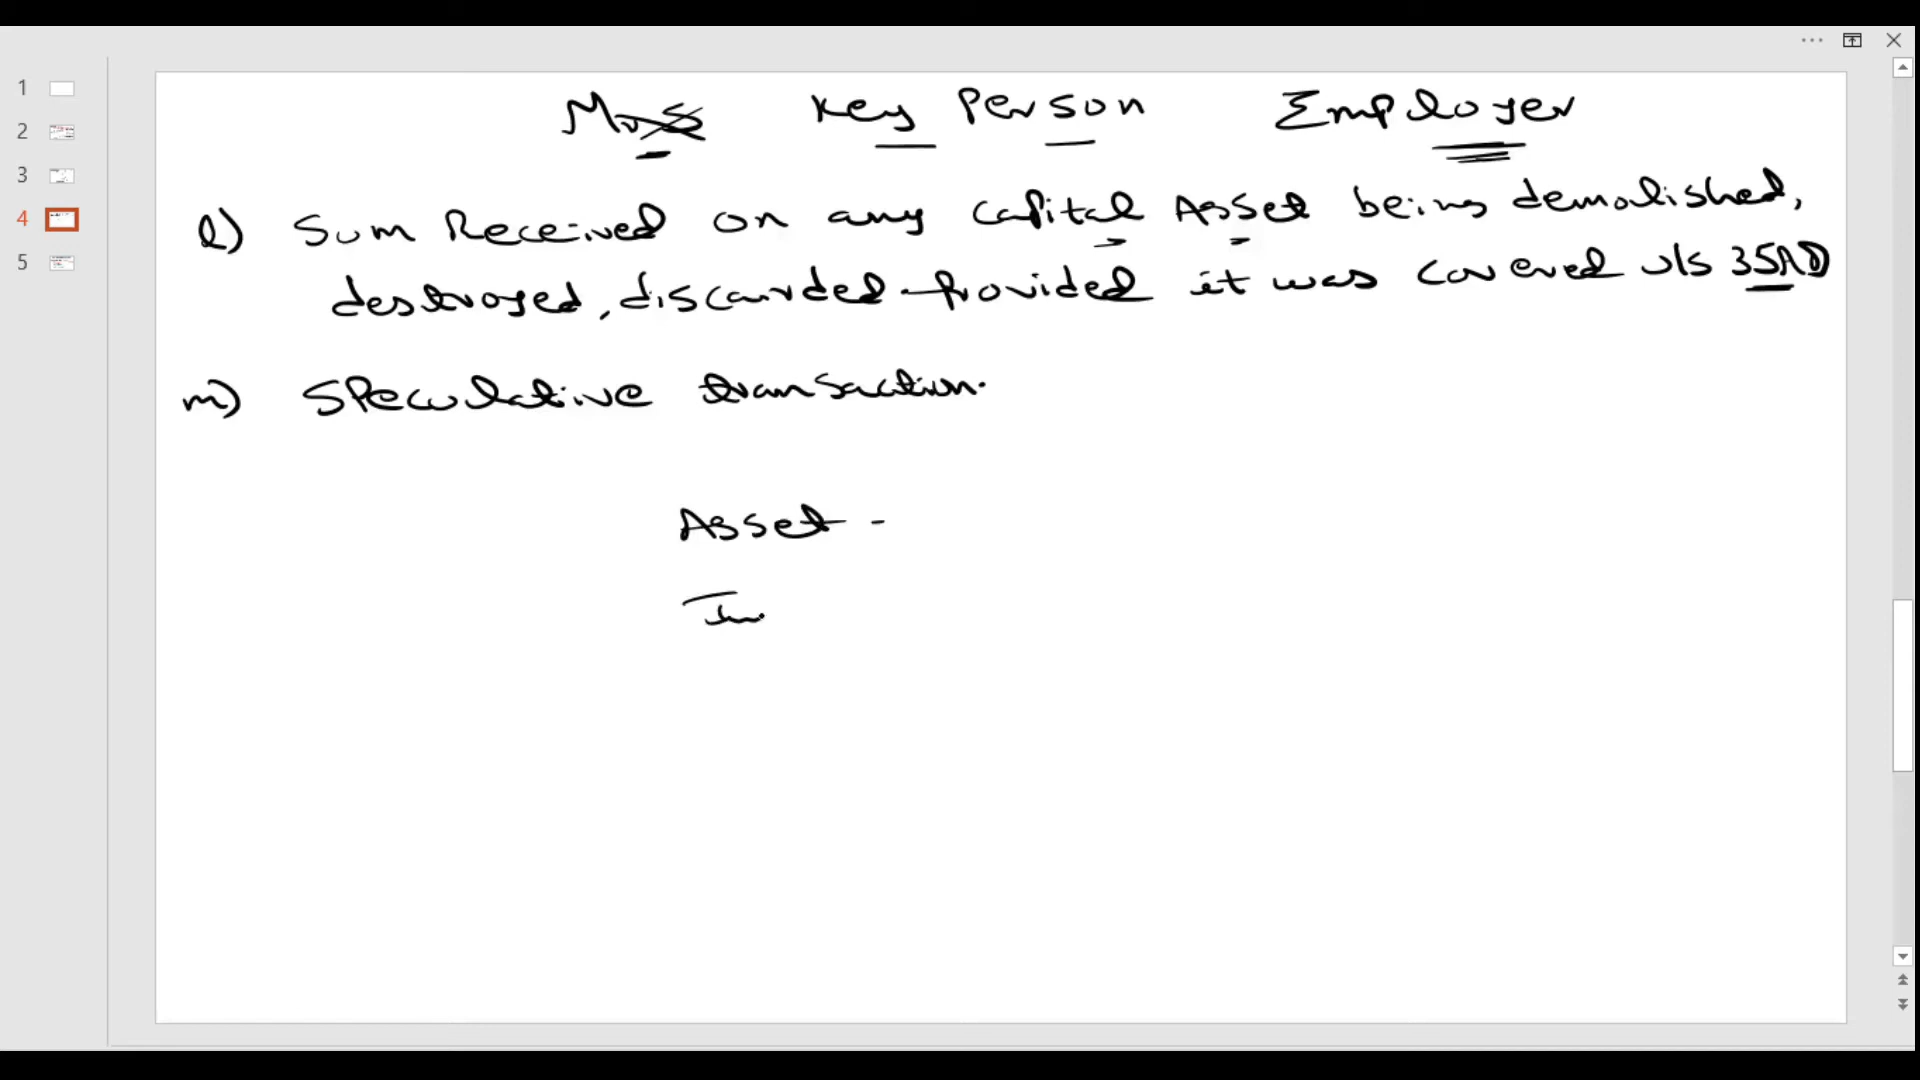 Key Person Employer
l) Sum Received on any capital Asset being demolished,
destroyed, discarded provided it was covered u/s 35AD
m) Speculative transaction.
Asset -
1
2
3
4
5